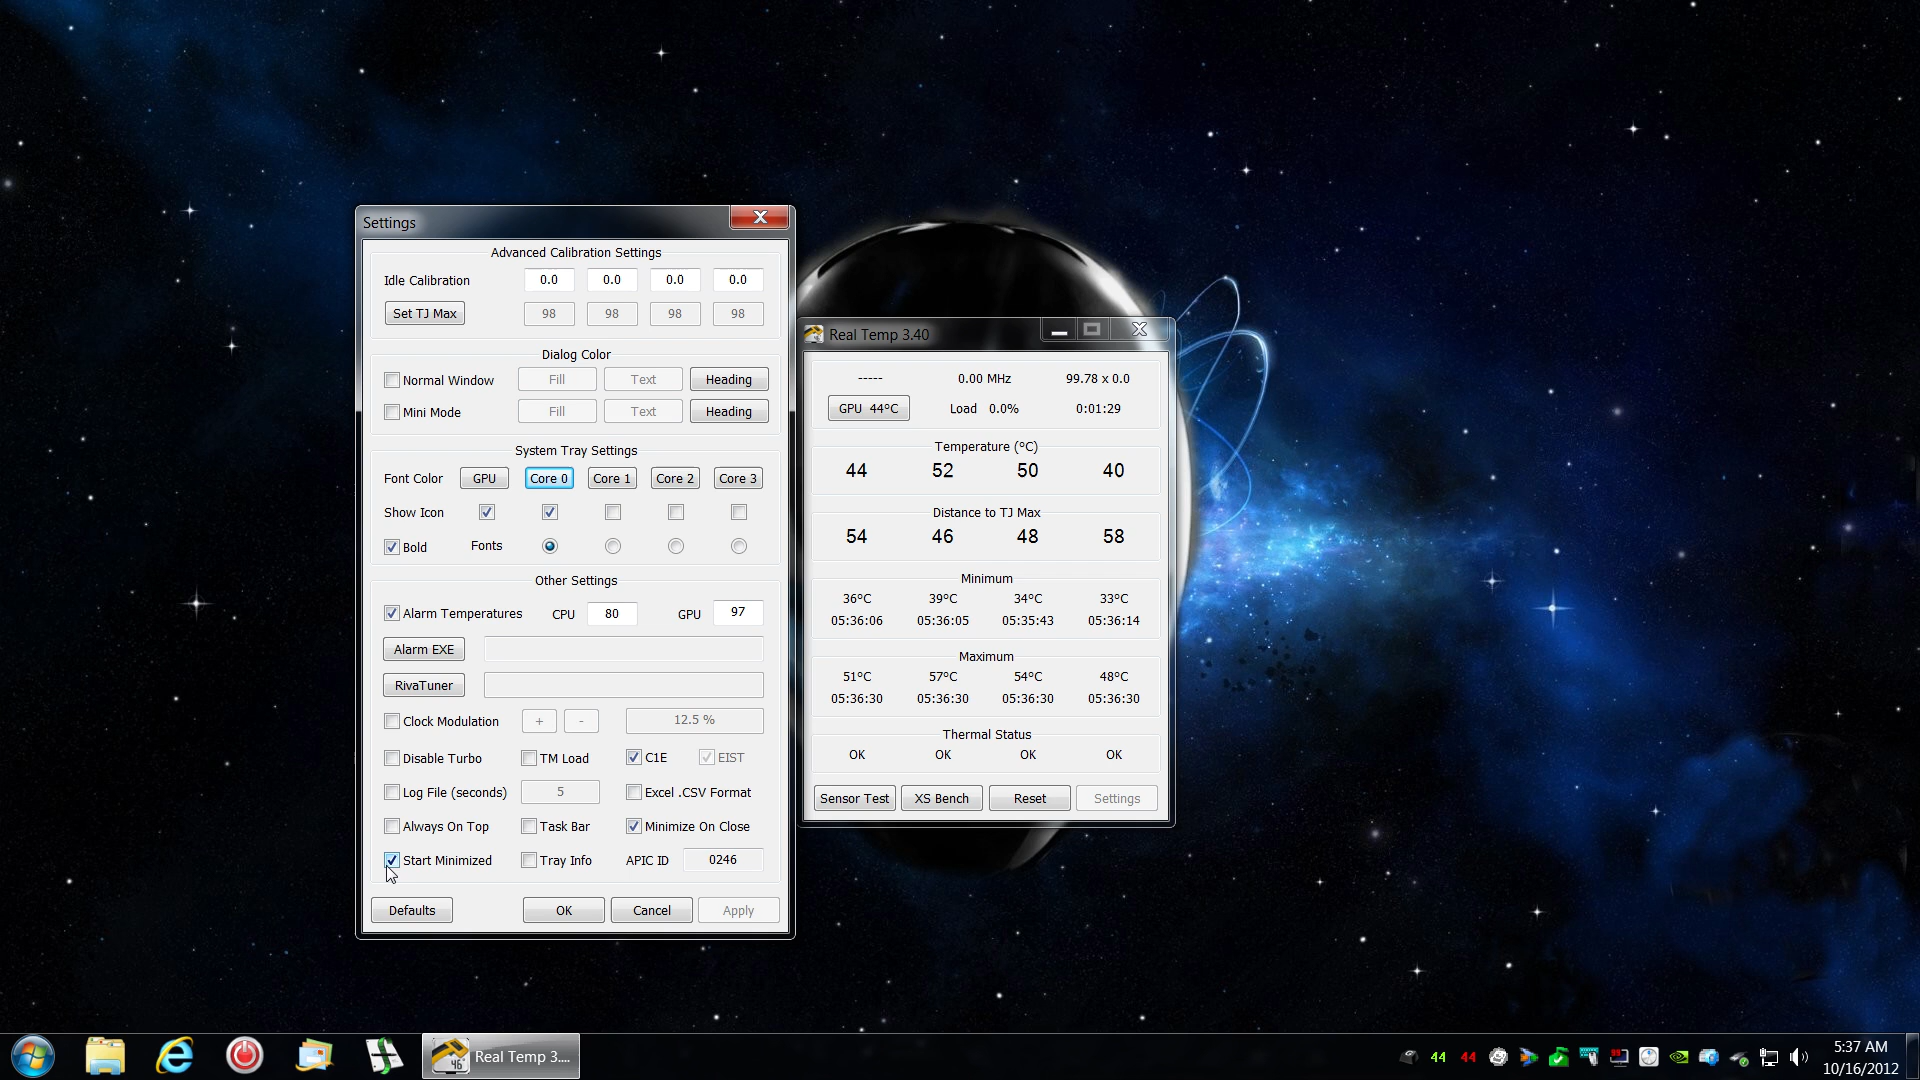 Settings
Advanced Calibration Settings
Idle Calibration 0.0 0.0 0.0 0.0
Set TJ Max 98 98 98 98
Dialog Color
Normal Window Fill Text Heading
Mini Mode Fill Text Heading
System Tray Settings
Font Color GPU Core 0 Core 1 Core 2 Core 3
Show Icon
Bold Fonts
Other Settings
Alarm Temperatures CPU 80 GPU 97
Alarm EXE
RivaTuner
Clock Modulation + - 12.5 %
Disable Turbo TM Load C1E EIST
Log File (seconds) 5 Excel .CSV Format
Always On Top Task Bar Minimize On Close
Start Minimized Tray Info APIC ID 0246
Defaults OK Cancel Apply
Real Temp 3.40
----- 0.00 MHz 99.78 x 0.0
GPU 44°C Load 0.0% 0:01:29
Temperature (°C)
44 52 50 40
Distance to TJ Max
54 46 48 58
Minimum
36°C 39°C 34°C 33°C
05:36:06 05:36:05 05:35:43 05:36:14
Maximum
51°C 57°C 54°C 48°C
05:36:30 05:36:30 05:36:30 05:36:30
Thermal Status
OK OK OK OK
Sensor Test XS Bench Reset Settings
Real Temp 3....
44 44
5:37 AM
10/16/2012